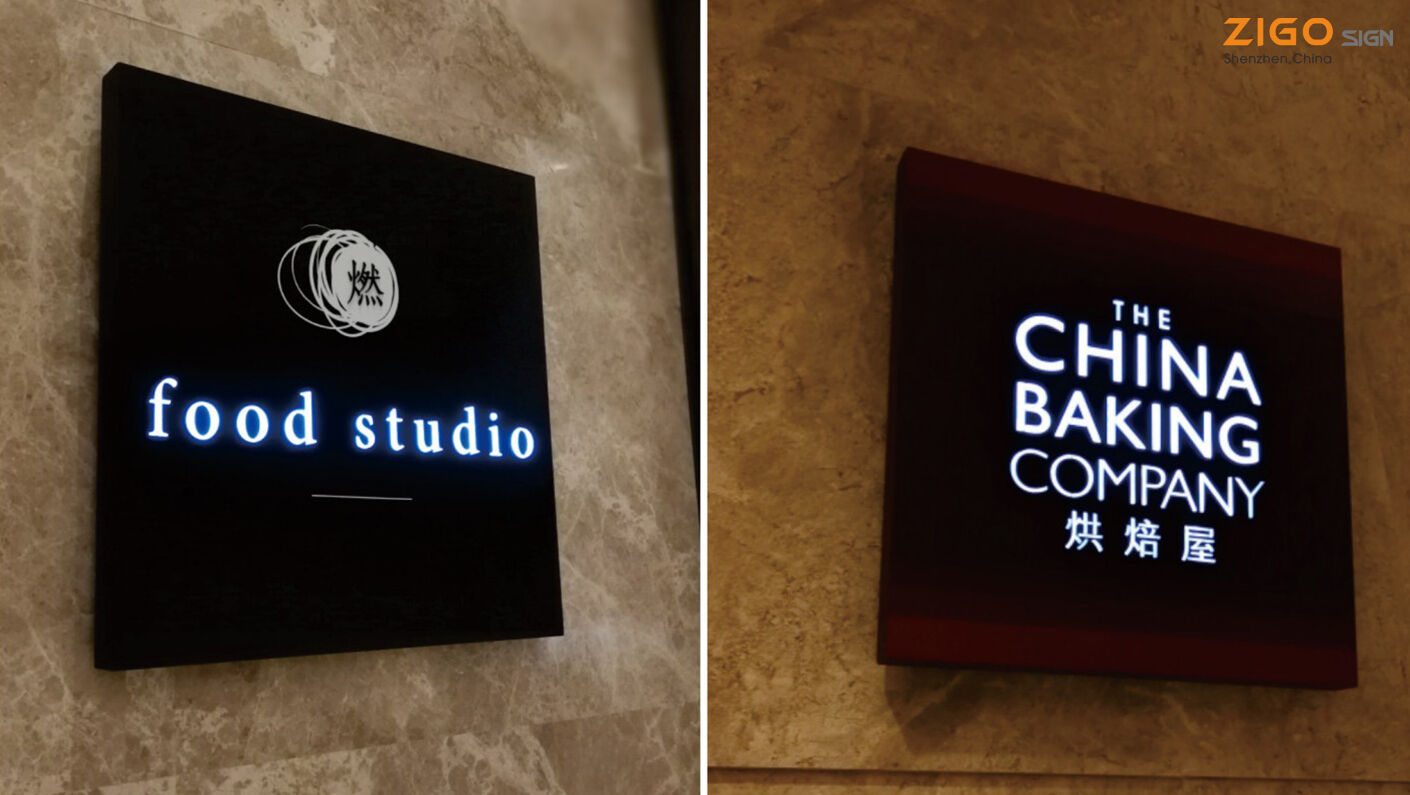 燃
food studio
ZIGO SIGN
Shenzhen,China
THE
CHINA
BAKING
COMPANY
烘焙屋